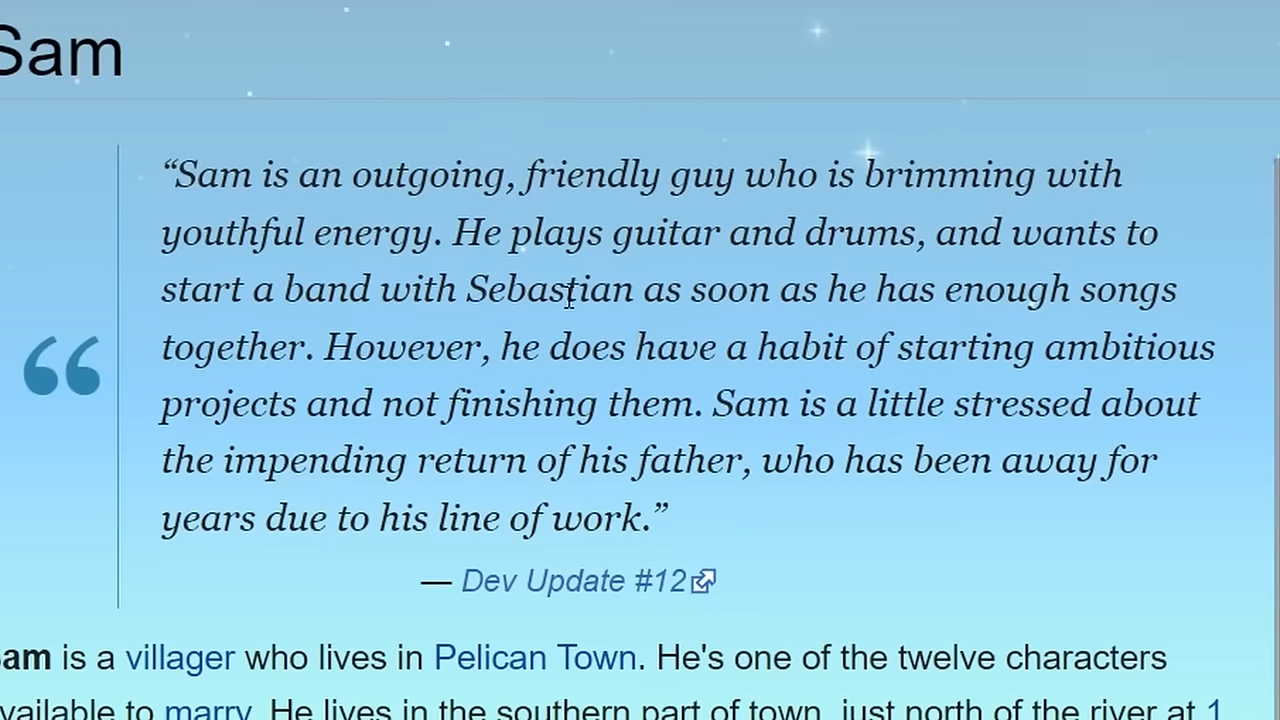 Sam
“Sam is an outgoing, friendly guy who is brimming with
youthful energy. He plays guitar and drums, and wants to
start a band with Sebastian as soon as he has enough songs
together. However, he does have a habit of starting ambitious
projects and not finishing them. Sam is a little stressed about
the impending return of his father, who has been away for
years due to his line of work.”
— Dev Update #12
Sam is a villager who lives in Pelican Town. He's one of the twelve characters
available to marry. He lives in the southern part of town, just north of the river at 1